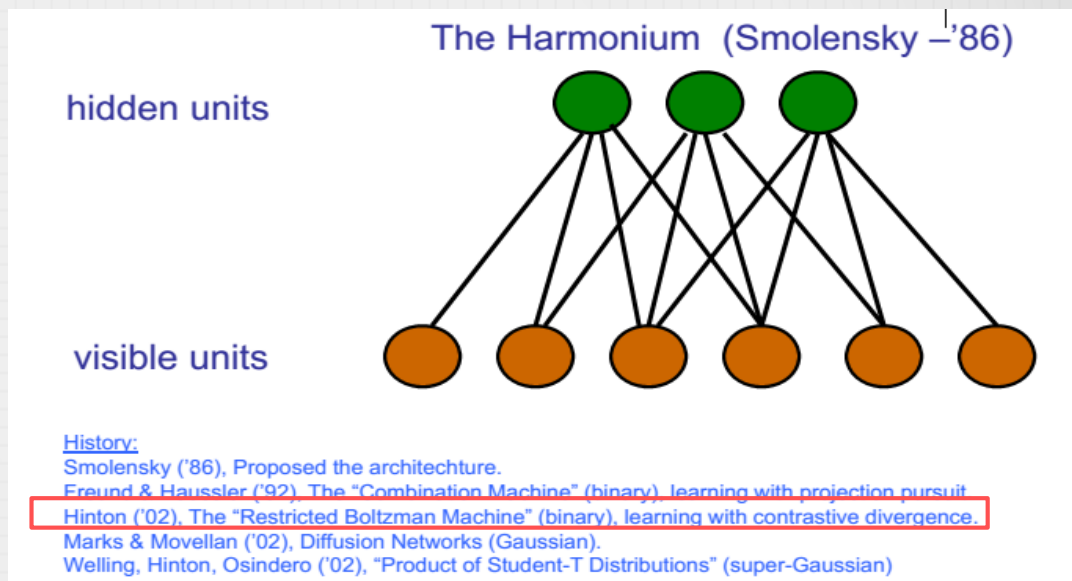 The Harmonium (Smolensky –’86)
hidden units
visible units
History:
Smolensky (’86), Proposed the architechture.
Freund & Haussler (’92), The “Combination Machine” (binary), learning with projection pursuit.
Hinton (’02), The “Restricted Boltzman Machine” (binary), learning with contrastive divergence.
Marks & Movellan (’02), Diffusion Networks (Gaussian).
Welling, Hinton, Osindero (’02), “Product of Student-T Distributions” (super-Gaussian)